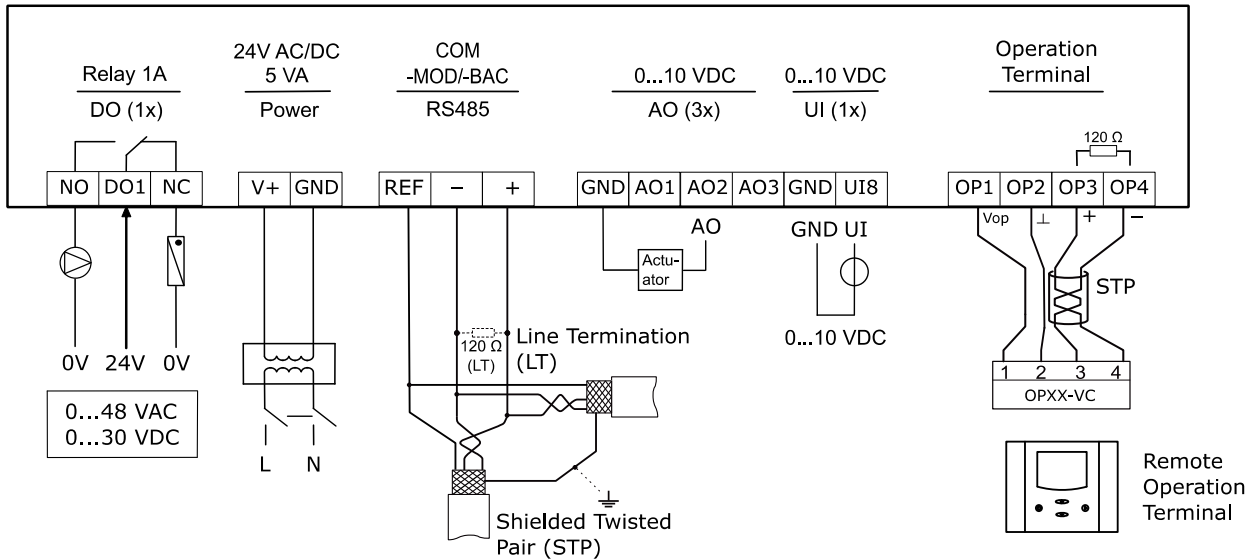 Relay 1A
DO (1x)
24V AC/DC
5 VA
Power
COM
-MOD/-BAC
RS485
0...10 VDC
AO (3x)
0...10 VDC
UI (1x)
Operation
Terminal
120 Ω
NO DO1 NC
V+ GND
REF − +
GND AO1 AO2 AO3 GND UI8
OP1 OP2 OP3 OP4
Vop ⊥ + −
AO
GND UI
Actu-
ator
STP
0V 24V 0V
120 Ω
(LT)
Line Termination
(LT)
0...10 VDC
1 2 3 4
OPXX-VC
0...48 VAC
0...30 VDC
L N
Shielded Twisted
Pair (STP)
Remote
Operation
Terminal